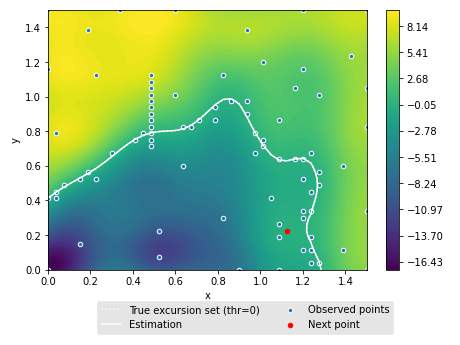 1.4
1.2
1.0
0.8
0.6
0.4
0.2
0.0
y
0.0 0.2 0.4 0.6 0.8 1.0 1.2 1.4
x
8.14
5.41
2.68
−0.05
−2.78
−5.51
−8.24
−10.97
−13.70
−16.43
True excursion set (thr=0)
Estimation
Observed points
Next point